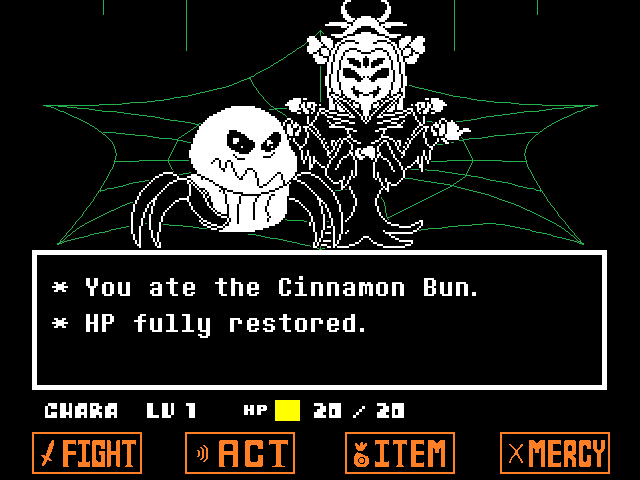 * You ate the Cinnamon Bun.
* HP fully restored.
CHARA LV 1 HP 20 / 20
FIGHT ACT ITEM MERCY